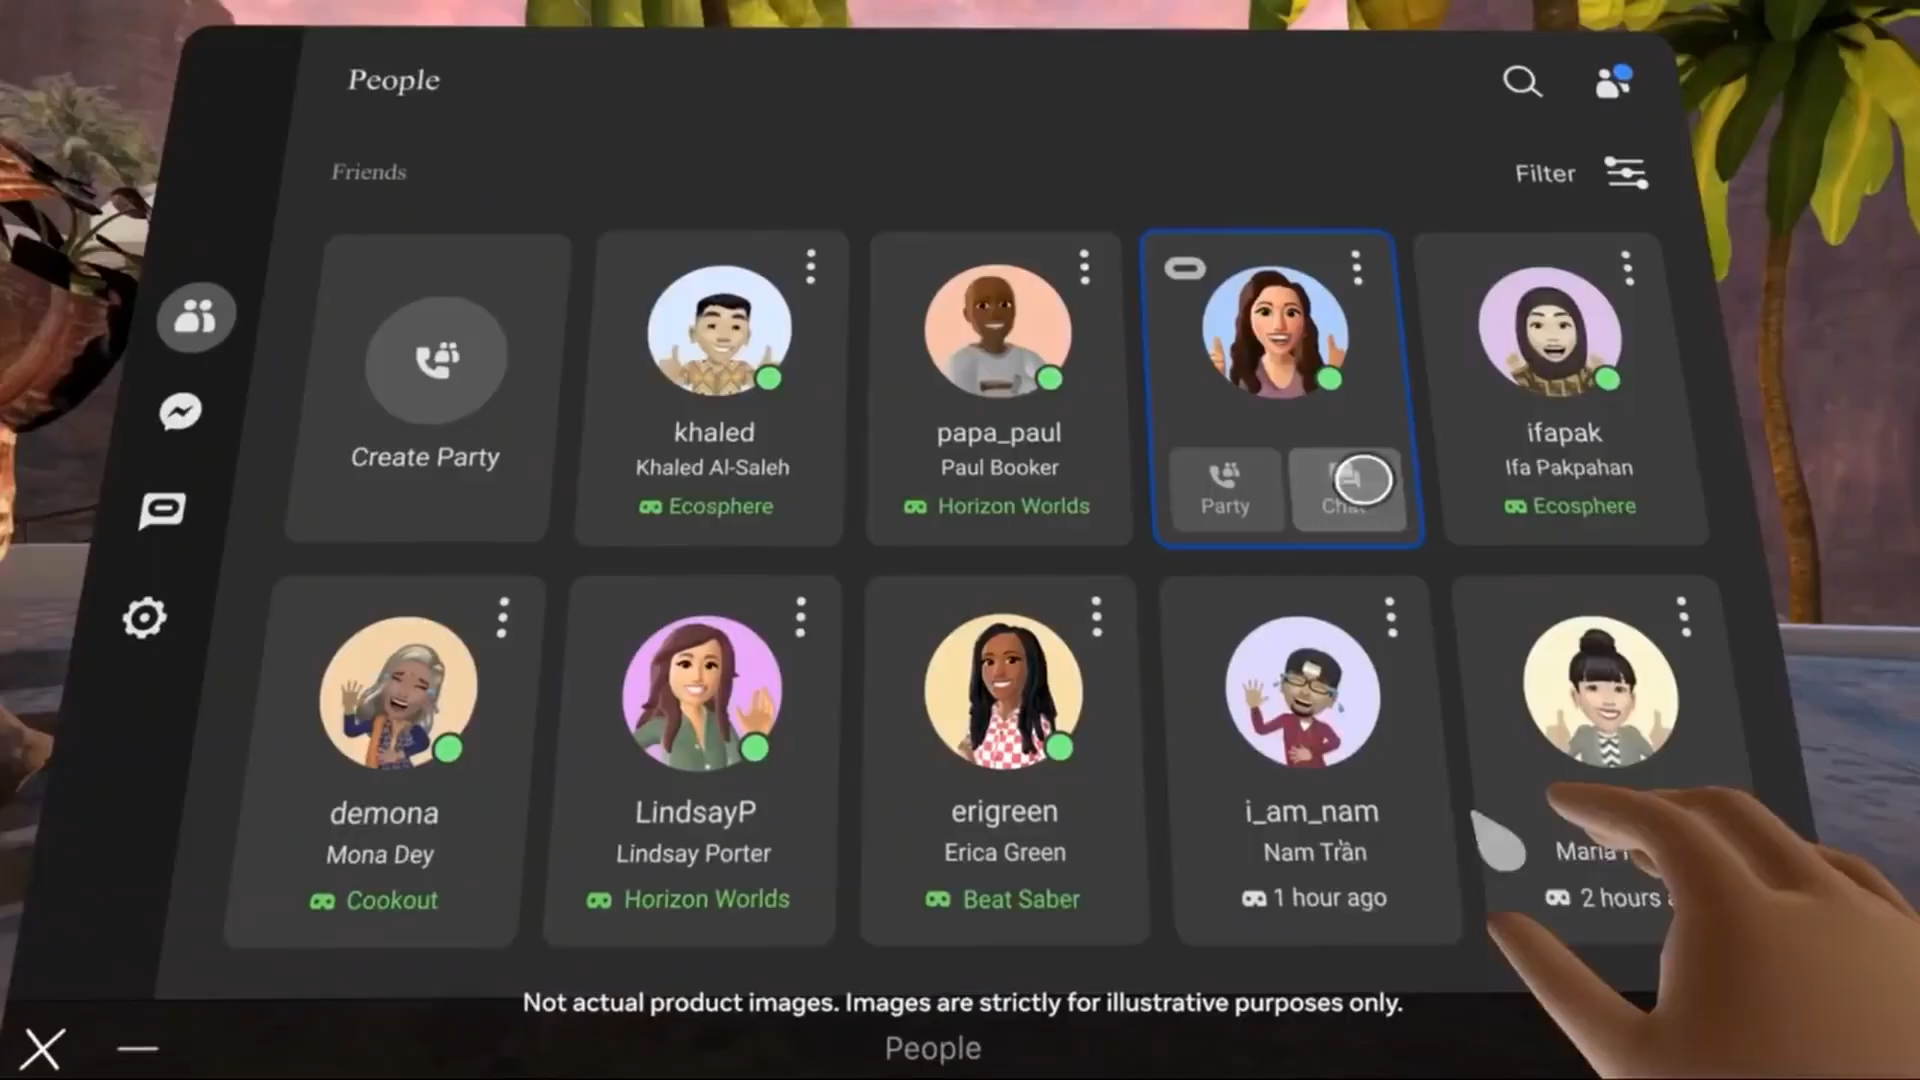 People
Friends
Filter
Create Party
khaled
Khaled Al-Saleh
Ecosphere
papa_paul
Paul Booker
Horizon Worlds
Party
ifapak
Ifa Pakpahan
Ecosphere
demona
Mona Dey
Cookout
LindsayP
Lindsay Porter
Horizon Worlds
erigreen
Erica Green
Beat Saber
i_am_nam
Nam Trần
1 hour ago
Maria
2 hours
Not actual product images. Images are strictly for illustrative purposes only.
People